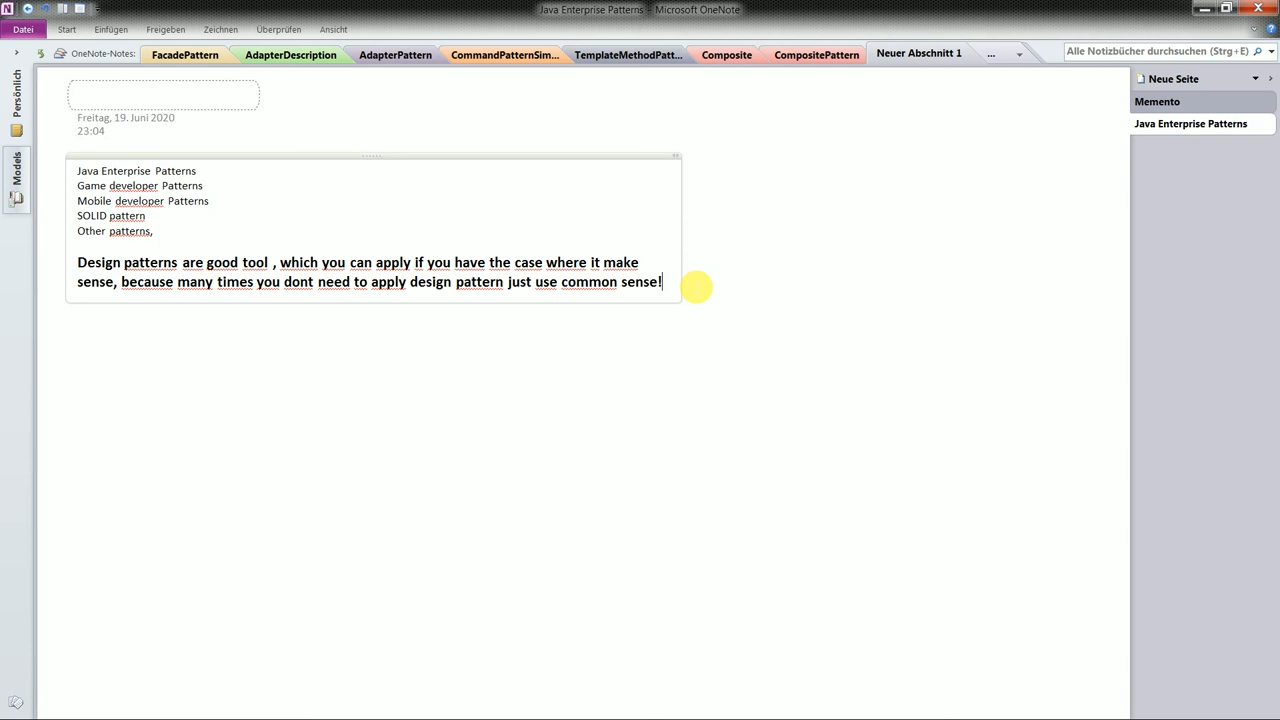 Java Enterprise Patterns - Microsoft OneNote
Datei Start Einfügen Freigeben Zeichnen Überprüfen Ansicht
OneNote-Notes: FacadePattern AdapterDescription AdapterPattern CommandPatternSim... TemplateMethodPatt... Composite CompositePattern Neuer Abschnitt 1 ... Alle Notizbücher durchsuchen (Strg+E)
Persönlich
Models
Neue Seite
Memento
Java Enterprise Patterns
Freitag, 19. Juni 2020
23:04
Java Enterprise Patterns
Game developer Patterns
Mobile developer Patterns
SOLID pattern
Other patterns,
Design patterns are good tool , which you can apply if you have the case where it make
sense, because many times you dont need to apply design pattern just use common sense!